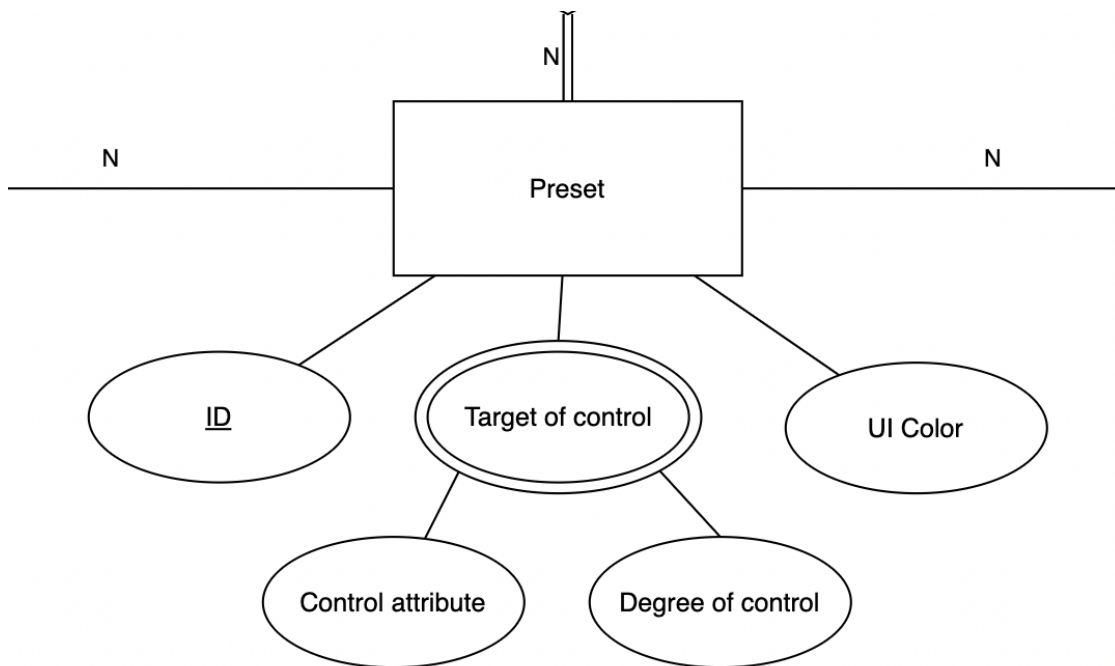 N
N
N
Preset
ID
Target of control
UI Color
Control attribute
Degree of control